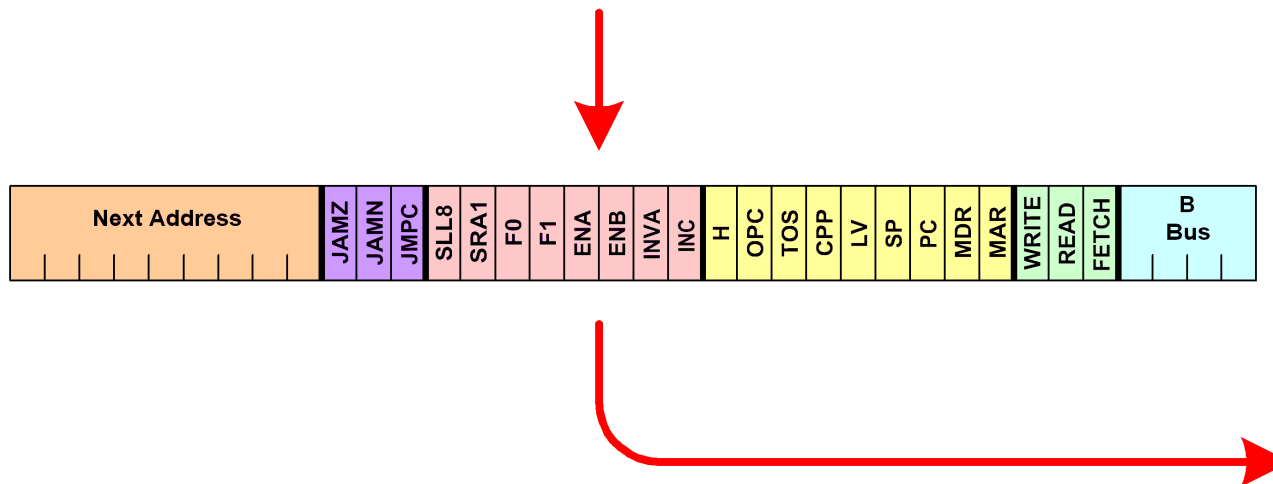 Next Address
JAMZ
JAMN
JMPC
SLL8
SRA1
F0
F1
ENA
ENB
INVA
INC
H
OPC
TOS
CPP
LV
SP
PC
MDR
MAR
WRITE
READ
FETCH
B
Bus